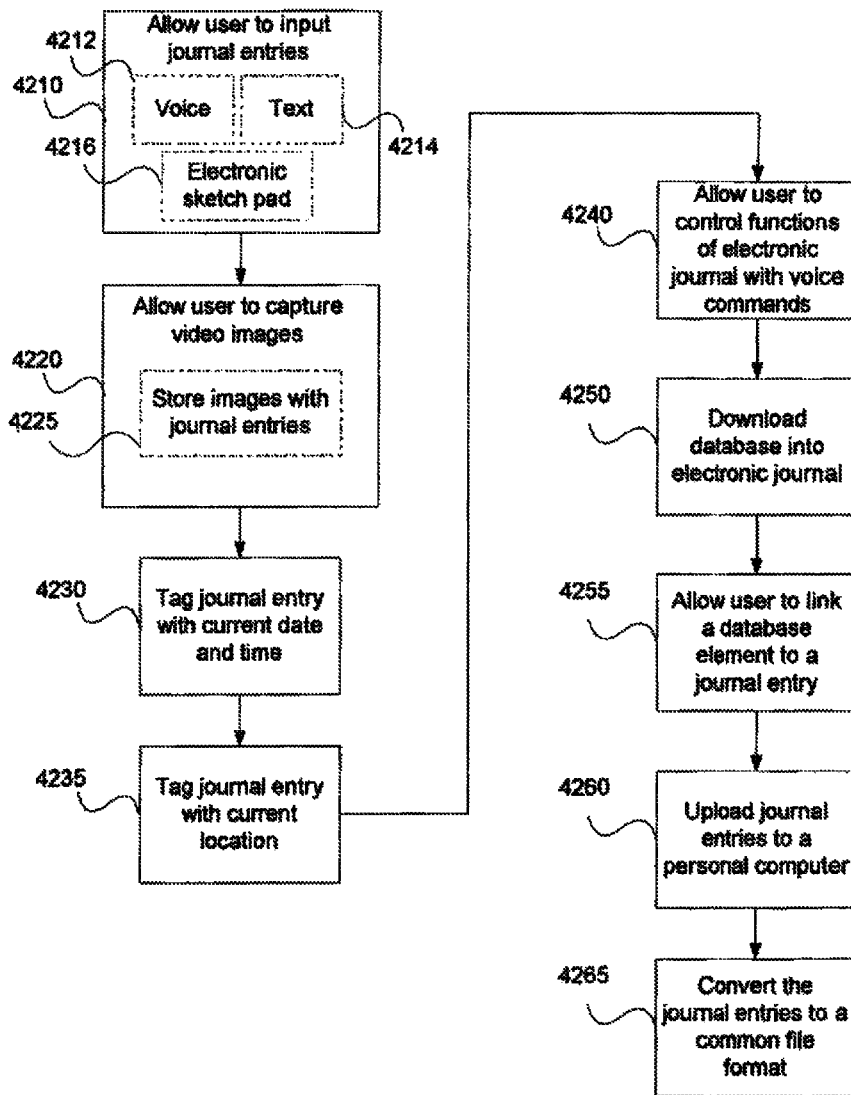 Allow user to input
journal entries
4212
4210
Voice
Text
4214
4216
Electronic
sketch pad
Allow user to capture
video images
4220
4225
Store images with
journal entries
4230
Tag journal entry
with current date
and time
4235
Tag journal entry
with current
location
4240
Allow user to
control functions
of electronic
journal with voice
commands
4250
Download
database into
electronic journal
4255
Allow user to link
a database
element to a
journal entry
4260
Upload journal
entries to a
personal computer
4265
Convert the
journal entries to a
common file
format